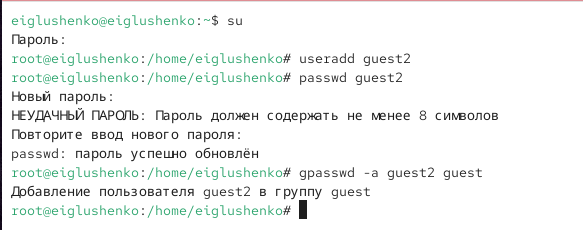 eiglushenko@eiglushenko:~$ su
Пароль:
root@eiglushenko:/home/eiglushenko# useradd guest2
root@eiglushenko:/home/eiglushenko# passwd guest2
Новый пароль:
НЕУДАЧНЫЙ ПАРОЛЬ: Пароль должен содержать не менее 8 символов
Повторите ввод нового пароля:
passwd: пароль успешно обновлён
root@eiglushenko:/home/eiglushenko# gpasswd -a guest2 guest
Добавление пользователя guest2 в группу guest
root@eiglushenko:/home/eiglushenko#